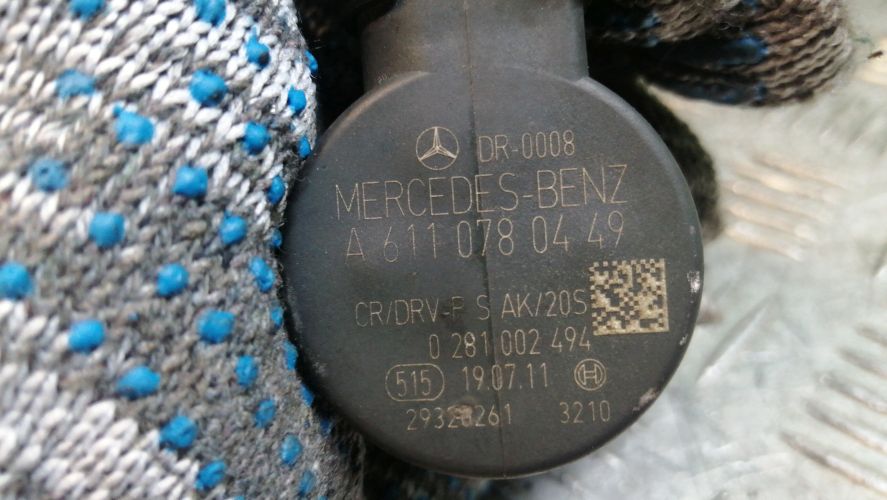 DR-0008
MERCEDES-BENZ
A 611 078 04 49
CR/DRV-P S AK/20S
0 281 002 494
515 19.07.11
3210